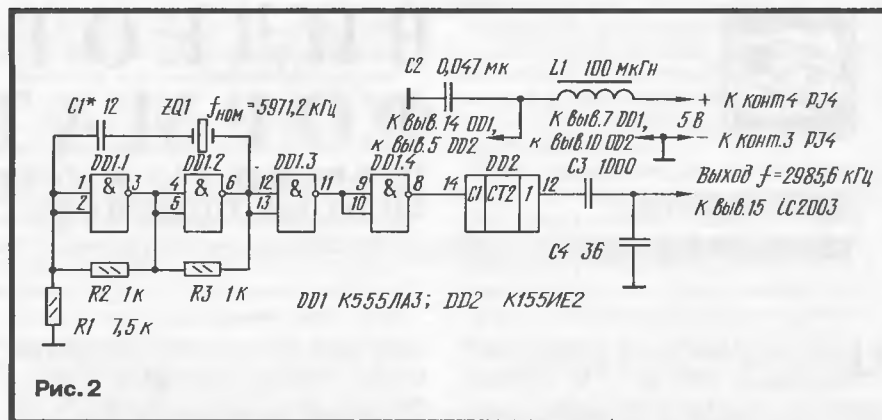 C2 0,047 мк
L1 100 мкГн
C1* 12
ZQ1
fНОМ = 5971,2 кГц
+ К конт 4 PJ4
К выв. 14 DD1,
к выв. 5 DD2
К выв. 7 DD1,
к выв. 10 DD2
5 В
– К конт. 3 PJ4
DD1.1
DD1.2
DD1.3
DD1.4
DD2
C3 1000
Выход f = 2985,6 кГц
К выв. 15 iC2003
1
2
&
3
4
5
&
6
12
13
&
11
9
10
&
8
14
C1
CT2
1
12
C4 36
R2 1 к
R3 1 к
R1 7,5 к
DD1 К555ЛА3; DD2 К155ИЕ2
Рис. 2